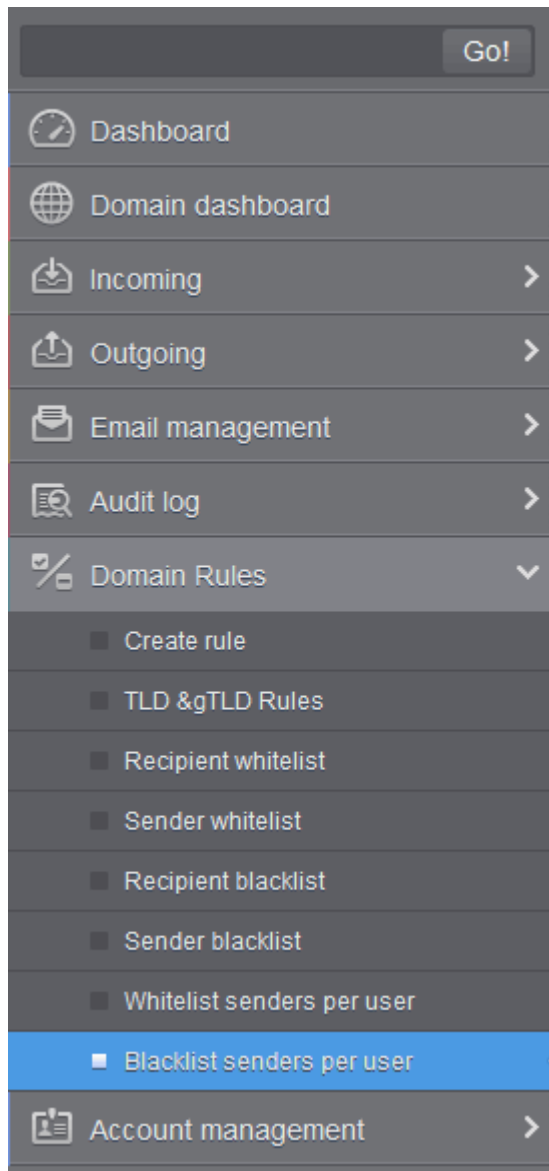 Go!
Dashboard
Domain dashboard
Incoming
Outgoing
Email management
Audit log
Domain Rules
Create rule
TLD &gTLD Rules
Recipient whitelist
Sender whitelist
Recipient blacklist
Sender blacklist
Whitelist senders per user
Blacklist senders per user
Account management